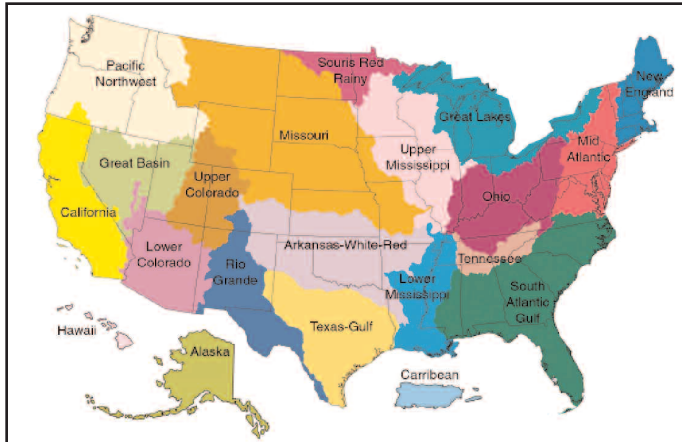 Pacific
Northwest
Souris Red
Rainy
New
England
Great Lakes
Missouri
Upper
Mississippi
Mid
Atlantic
Great Basin
Upper
Colorado
Ohio
California
Lower
Colorado
Arkansas-White-Red
Tennessee
Rio
Grande
Lower
Mississippi
South
Atlantic
Gulf
Texas-Gulf
Hawaii
Alaska
Carribean